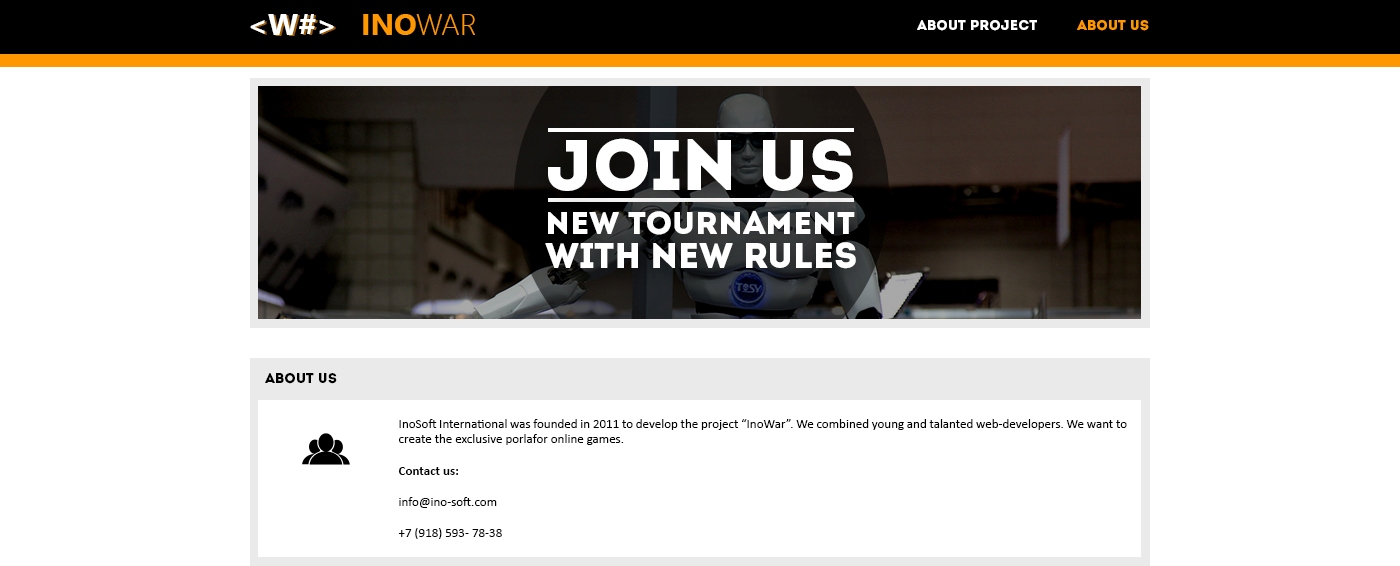 <W#> INOWAR ABOUT PROJECT ABOUT US
JOIN US
NEW TOURNAMENT
WITH NEW RULES
TOSY
ABOUT US
InoSoft International was founded in 2011 to develop the project “InoWar”. We combined young and talanted web-developers. We want to
create the exclusive porlafor online games.
Contact us:
info@ino-soft.com
+7 (918) 593- 78-38